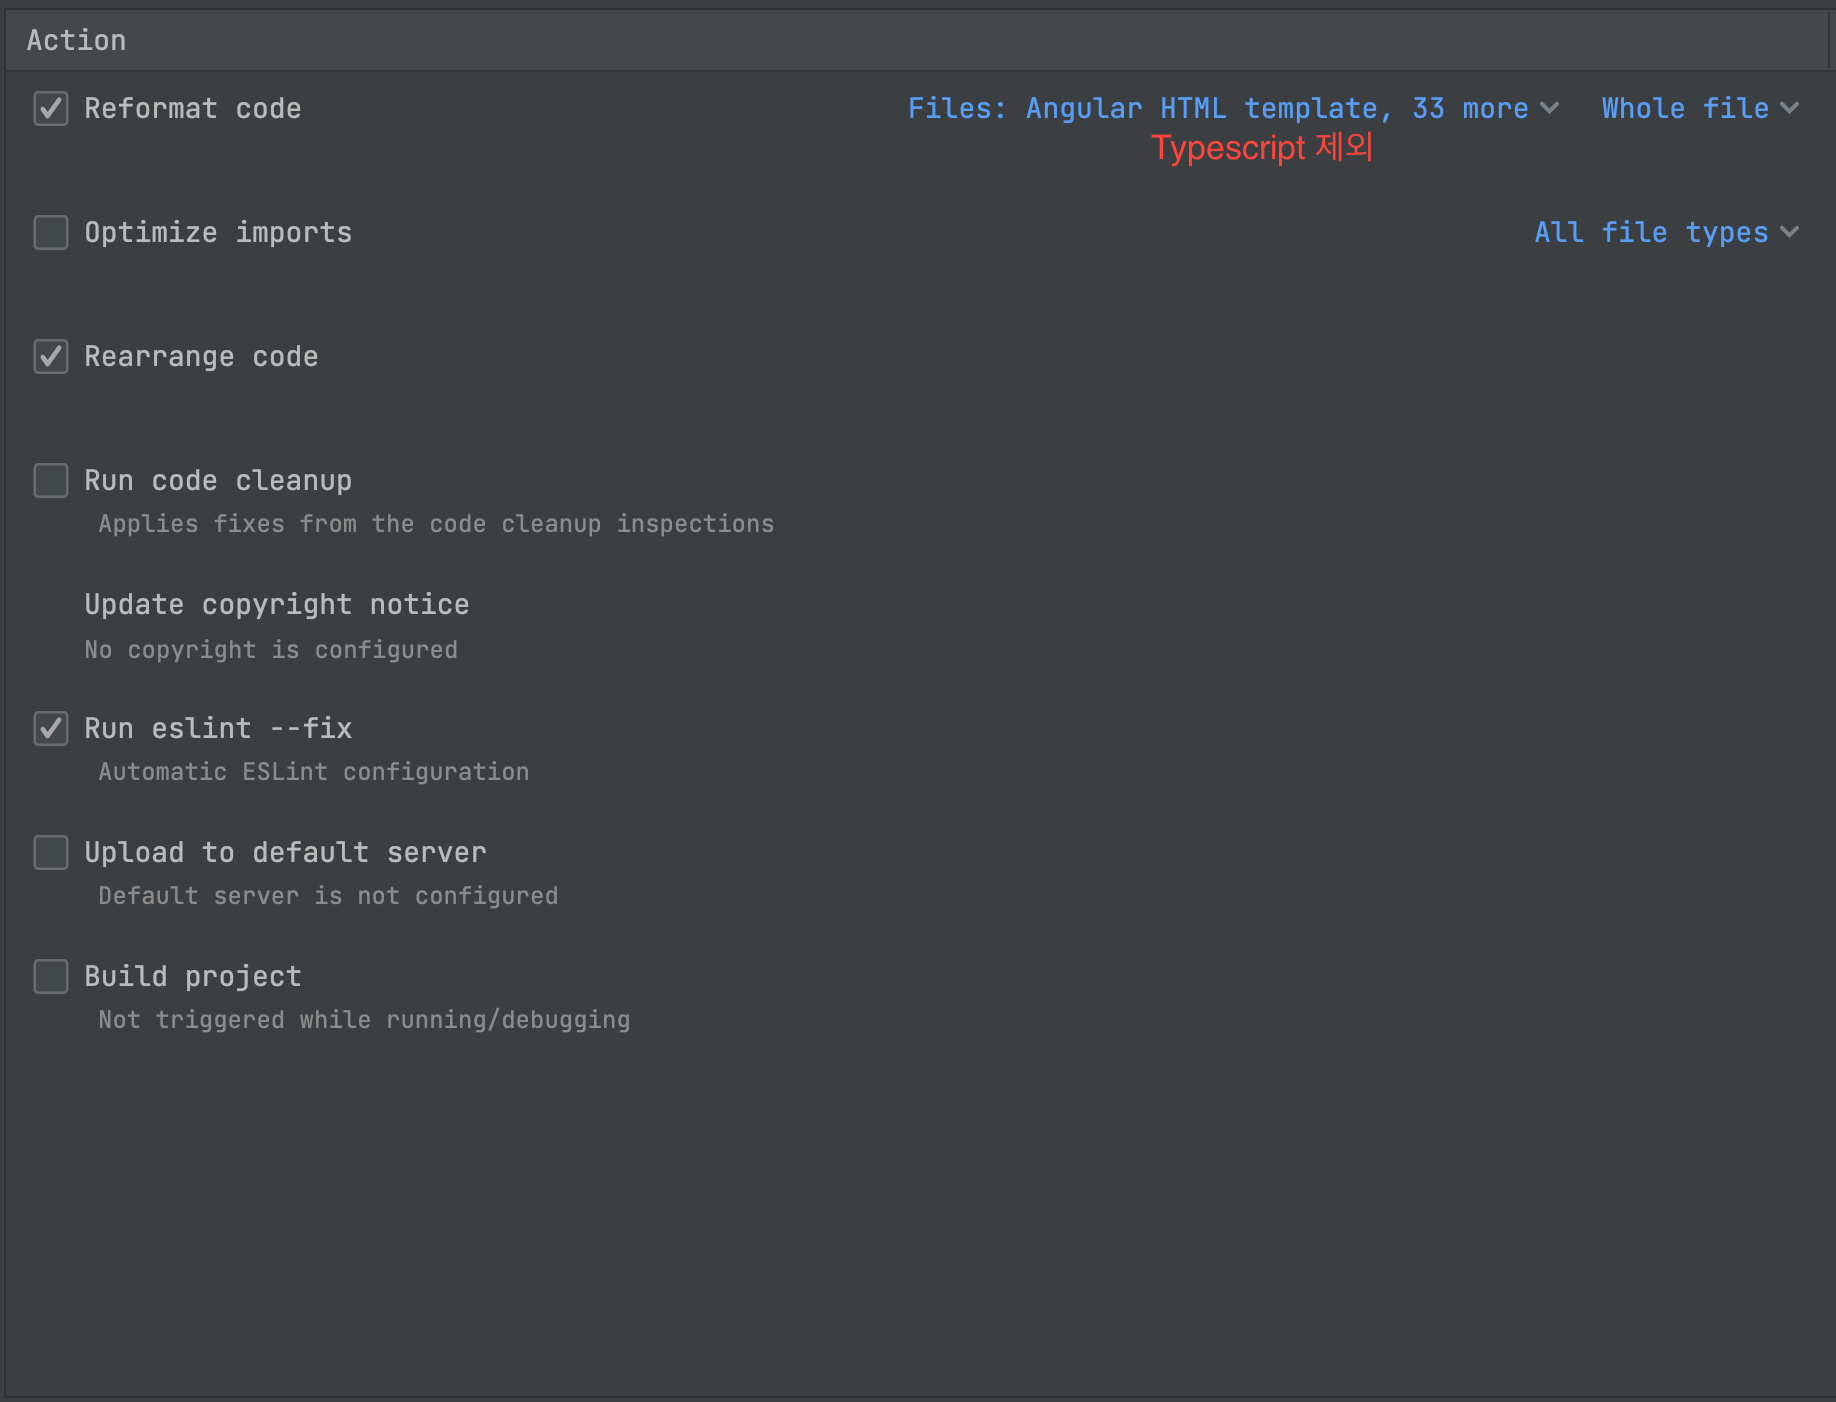 Action
Reformat code
Files: Angular HTML template, 33 more
Whole file
Typescript 제외
Optimize imports
All file types
Rearrange code
Run code cleanup
Applies fixes from the code cleanup inspections
Update copyright notice
No copyright is configured
Run eslint --fix
Automatic ESLint configuration
Upload to default server
Default server is not configured
Build project
Not triggered while running/debugging